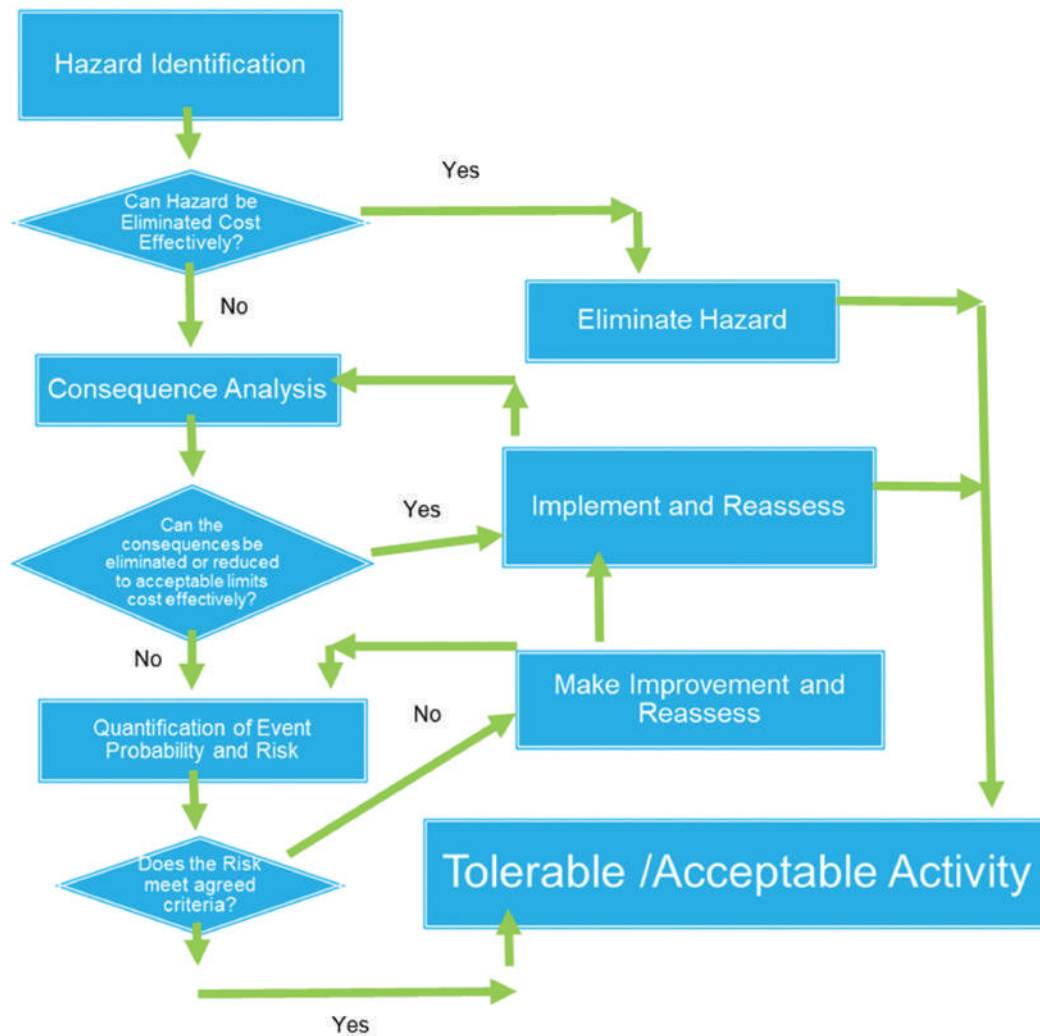 Hazard Identification
Yes
Can Hazard be
Eliminated Cost
Effectively?
No
Eliminate Hazard
Consequence Analysis
Yes
Implement and Reassess
Can the
consequences be
eliminated or reduced
to acceptable limits
cost effectively?
No
Make Improvement and
Reassess
No
Quantification of Event
Probability and Risk
Does the Risk
meet agreed
criteria?
Tolerable /Acceptable Activity
Yes